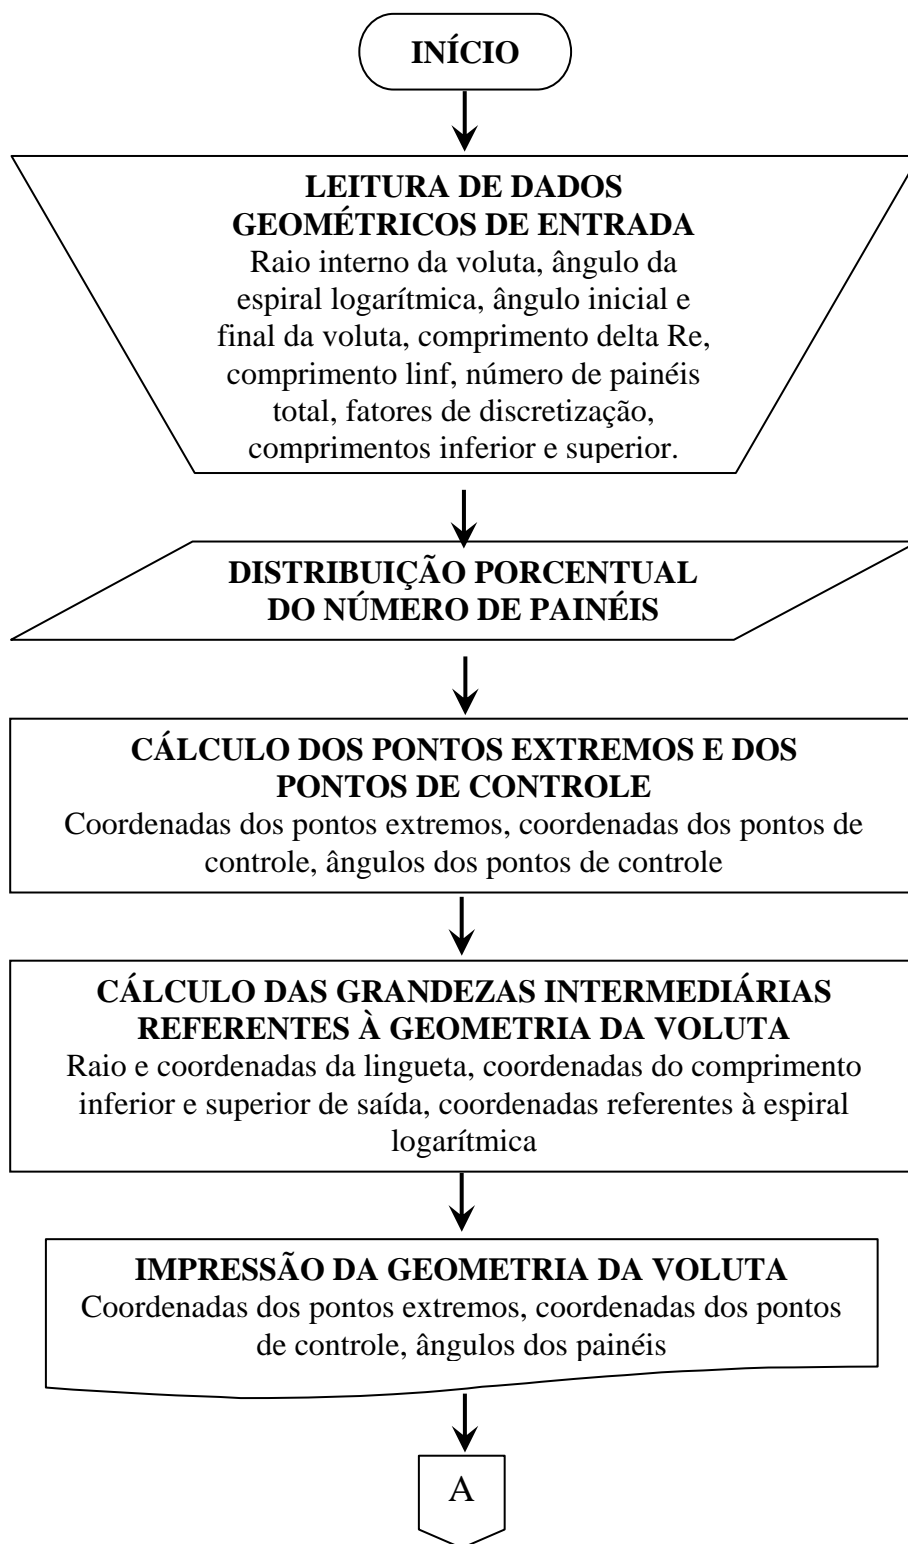 INÍCIO
LEITURA DE DADOS
GEOMÉTRICOS DE ENTRADA
Raio interno da voluta, ângulo da
espiral logarítmica, ângulo inicial e
final da voluta, comprimento delta Re,
comprimento linf, número de painéis
total, fatores de discretização,
comprimentos inferior e superior.
DISTRIBUIÇÃO PORCENTUAL
DO NÚMERO DE PAINÉIS
CÁLCULO DOS PONTOS EXTREMOS E DOS
PONTOS DE CONTROLE
Coordenadas dos pontos extremos, coordenadas dos pontos de
controle, ângulos dos pontos de controle
CÁLCULO DAS GRANDEZAS INTERMEDIÁRIAS
REFERENTES À GEOMETRIA DA VOLUTA
Raio e coordenadas da lingueta, coordenadas do comprimento
inferior e superior de saída, coordenadas referentes à espiral
logarítmica
IMPRESSÃO DA GEOMETRIA DA VOLUTA
Coordenadas dos pontos extremos, coordenadas dos pontos
de controle, ângulos dos painéis
A